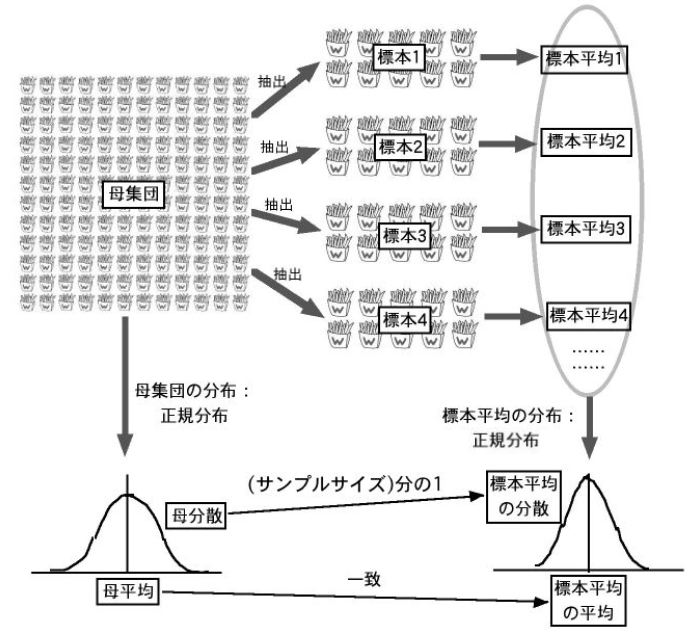 標本1
標本平均1
抽出
標本2
標本平均2
抽出
母集団
標本3
標本平均3
抽出
標本4
標本平均4
抽出
……
……
母集団の分布：
正規分布
標本平均の分布：
正規分布
(サンプルサイズ)分の1
母分散
標本平均
の分散
一致
母平均
標本平均
の平均